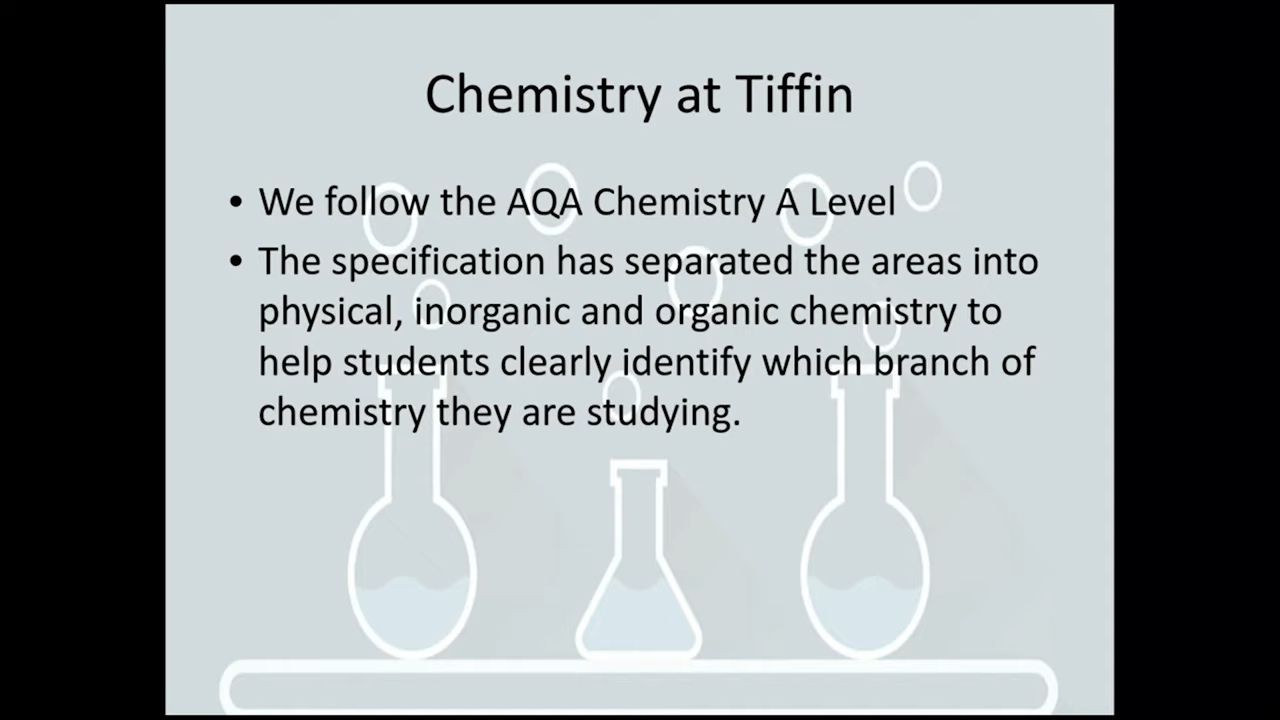 Chemistry at Tiffin
• We follow the AQA Chemistry A Level
• The specification has separated the areas into
physical, inorganic and organic chemistry to
help students clearly identify which branch of
chemistry they are studying.